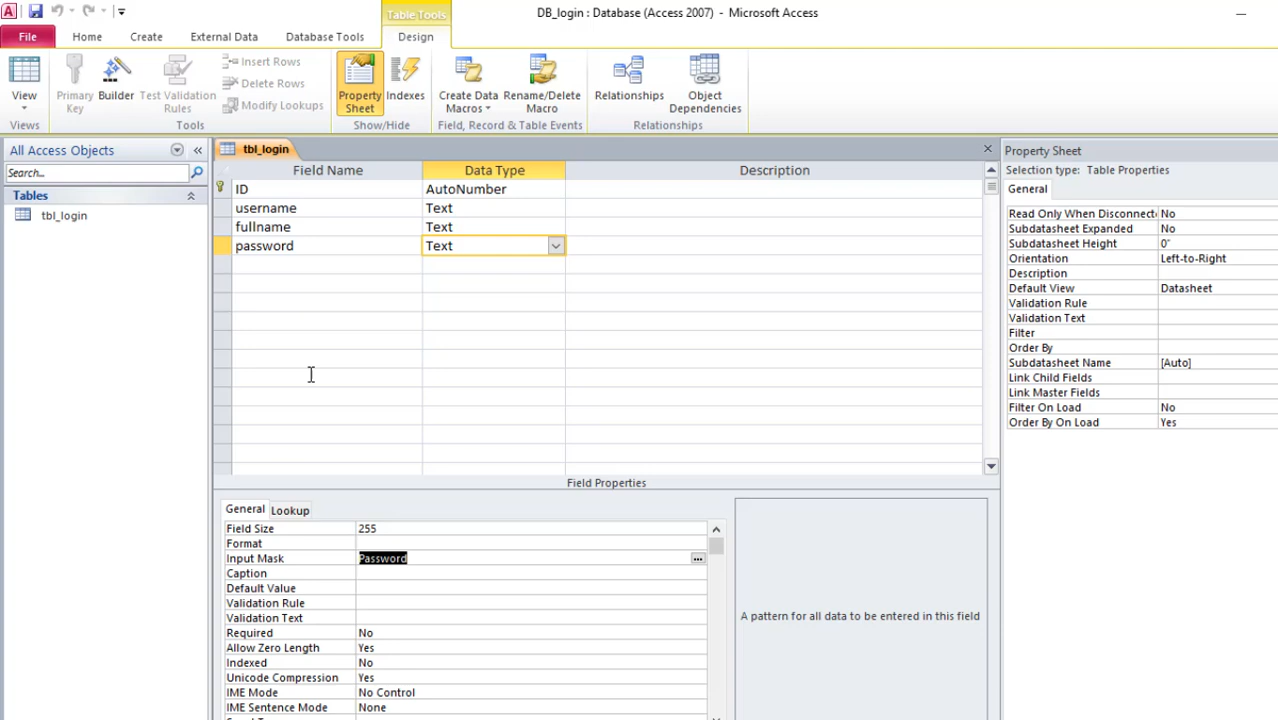 DB_login : Database (Access 2007) - Microsoft Access
Table Tools
File Home Create External Data Database Tools Design
View
Views
Primary Key
Builder
Test Validation Rules
Insert Rows
Delete Rows
Modify Lookups
Tools
Property Sheet
Indexes
Show/Hide
Create Data Macros
Rename/Delete Macro
Field, Record & Table Events
Relationships
Object Dependencies
Relationships
All Access Objects
Search...
Tables
tbl_login
tbl_login
Field Name Data Type Description
ID AutoNumber
username Text
fullname Text
password Text
Field Properties
General Lookup
Field Size 255
Format
Input Mask Password
Caption
Default Value
Validation Rule
Validation Text
Required No
Allow Zero Length Yes
Indexed No
Unicode Compression Yes
IME Mode No Control
IME Sentence Mode None
A pattern for all data to be entered in this field
Property Sheet
Selection type: Table Properties
General
Read Only When Disconnect No
Subdatasheet Expanded No
Subdatasheet Height 0"
Orientation Left-to-Right
Description
Default View Datasheet
Validation Rule
Validation Text
Filter
Order By
Subdatasheet Name [Auto]
Link Child Fields
Link Master Fields
Filter On Load No
Order By On Load Yes